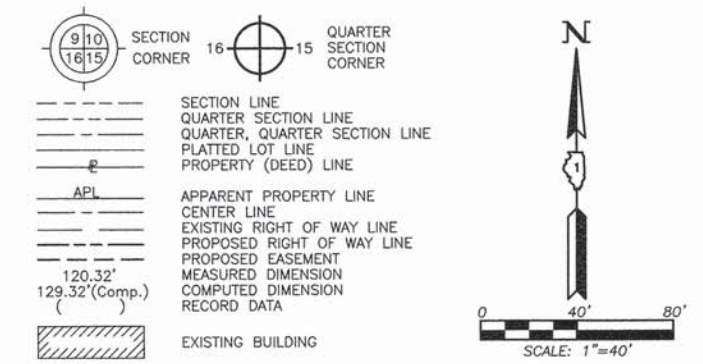 9 10 SECTION
16 15 CORNER
16 15 QUARTER
SECTION
CORNER
SECTION LINE
QUARTER SECTION LINE
QUARTER, QUARTER SECTION LINE
PLATTED LOT LINE
PROPERTY (DEED) LINE
APL APPARENT PROPERTY LINE
CENTER LINE
EXISTING RIGHT OF WAY LINE
PROPOSED RIGHT OF WAY LINE
PROPOSED EASEMENT
120.32' MEASURED DIMENSION
129.32'(Comp.) COMPUTED DIMENSION
( ) RECORD DATA
EXISTING BUILDING
N
1
0 40' 80'
SCALE: 1"=40'